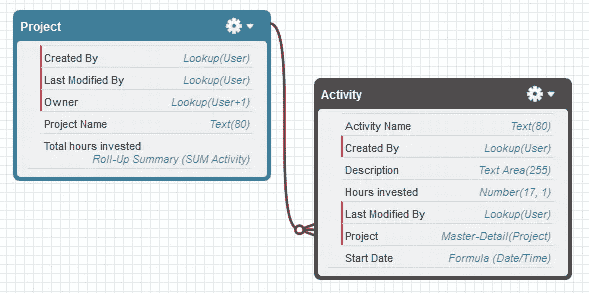 Project
Created By Lookup(User)
Last Modified By Lookup(User)
Owner Lookup(User+1)
Project Name Text(80)
Total hours invested
Roll-Up Summary (SUM Activity)
Activity
Activity Name Text(80)
Created By Lookup(User)
Description Text Area(255)
Hours invested Number(17, 1)
Last Modified By Lookup(User)
Project Master-Detail(Project)
Start Date Formula (Date/Time)